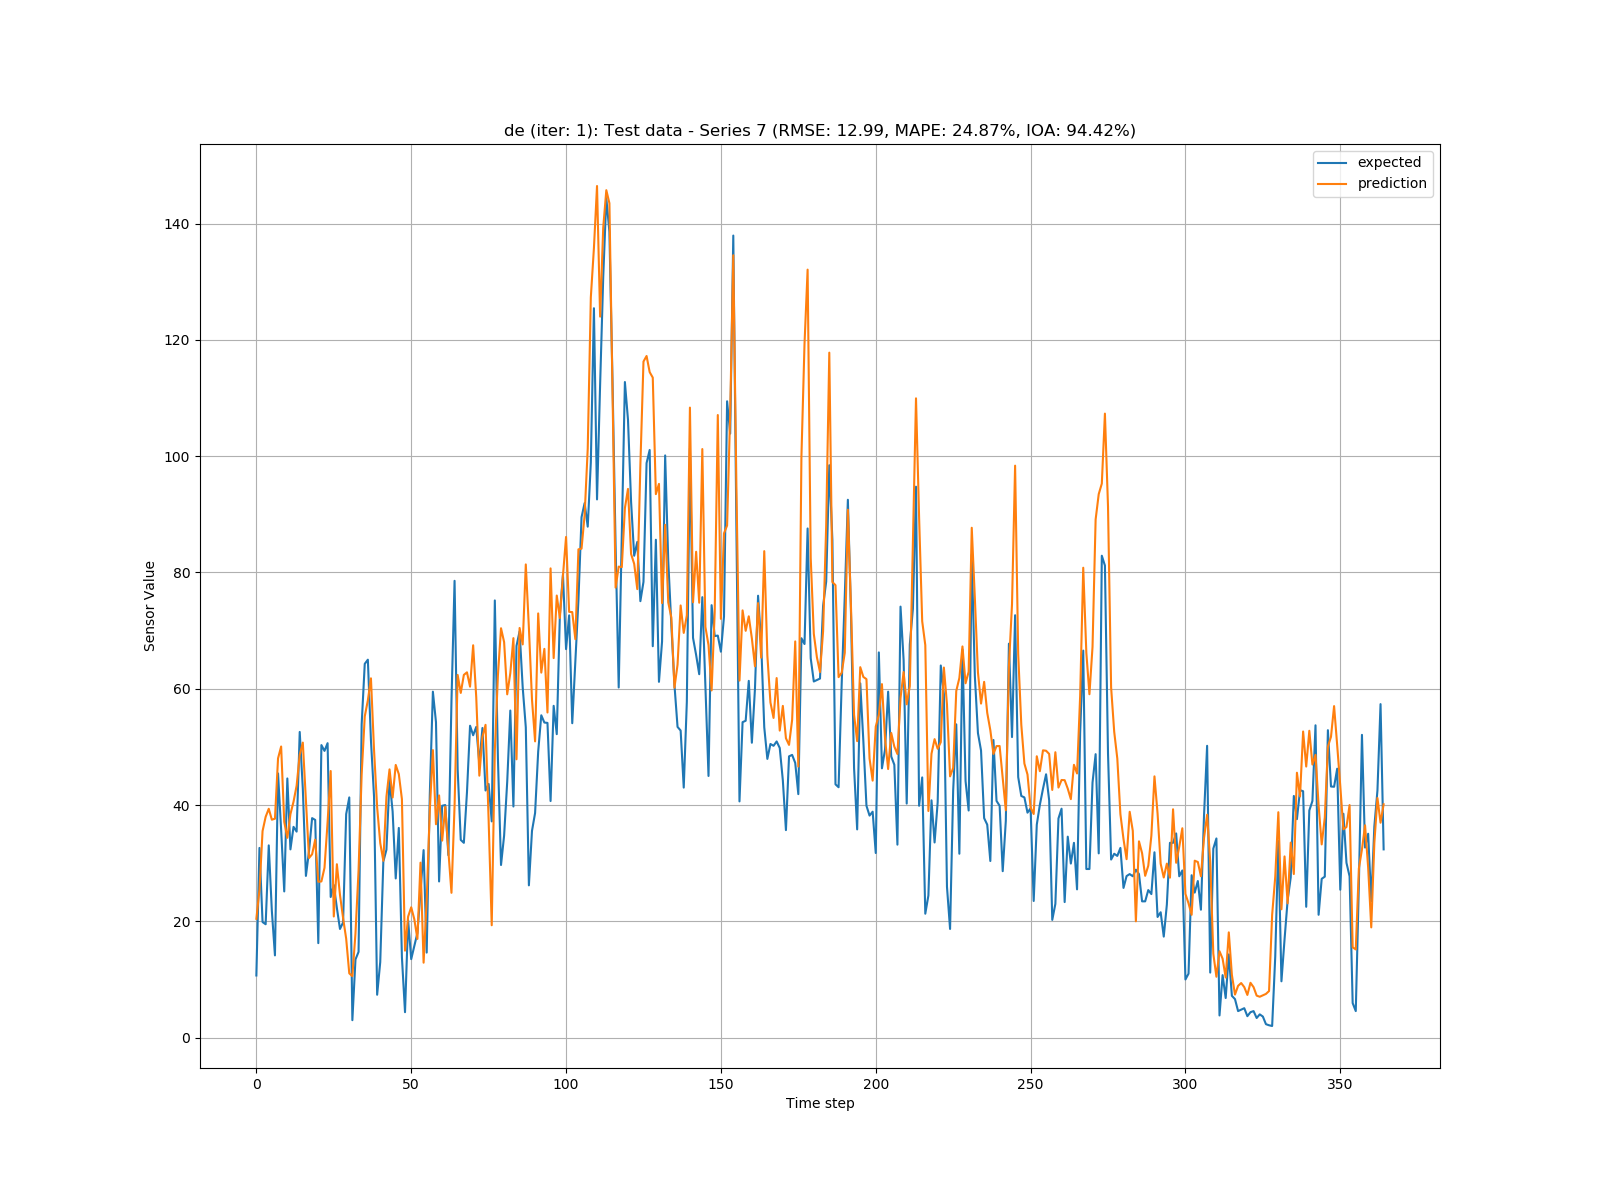 de (iter: 1): Test data - Series 7 (RMSE: 12.99, MAPE: 24.87%, IOA: 94.42%)
expected
prediction
140
120
100
80
60
40
20
0
Sensor Value
0 50 100 150 200 250 300 350
Time step